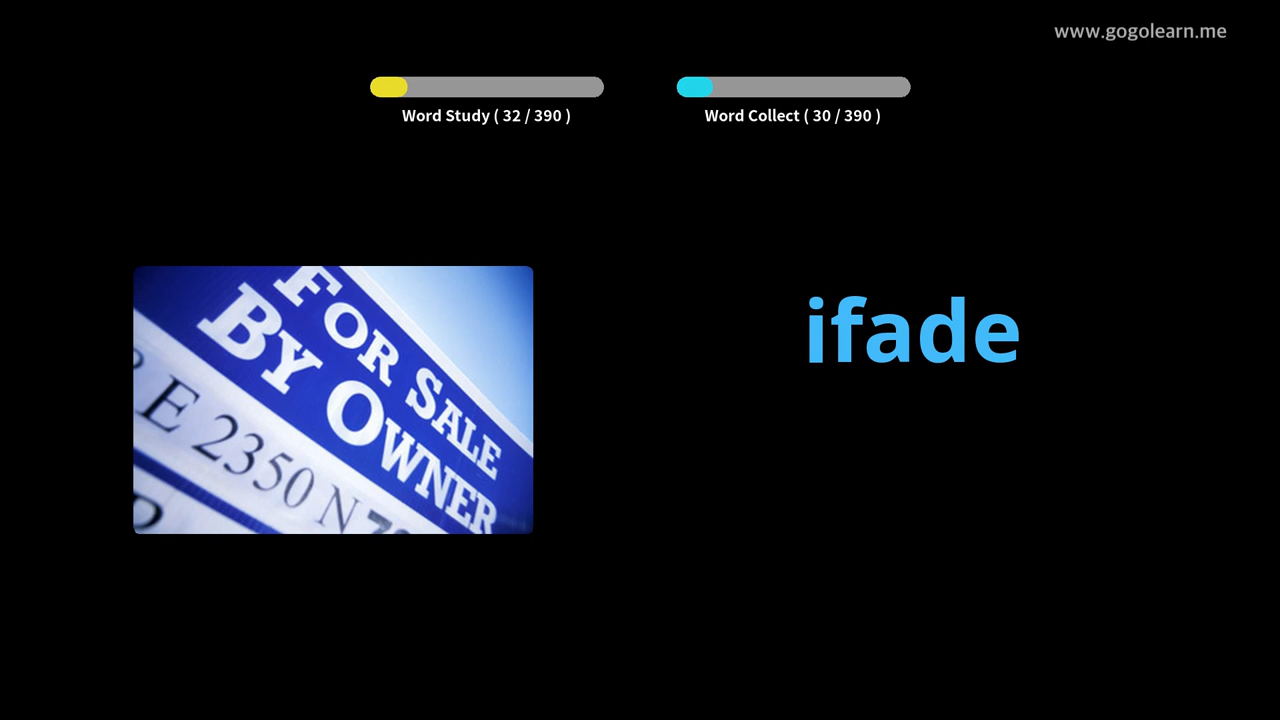 www.gogolearn.me
Word Study ( 32 / 390 )
Word Collect ( 30 / 390 )
FOR SALE
BY OWNER
E 2350 N
ifade